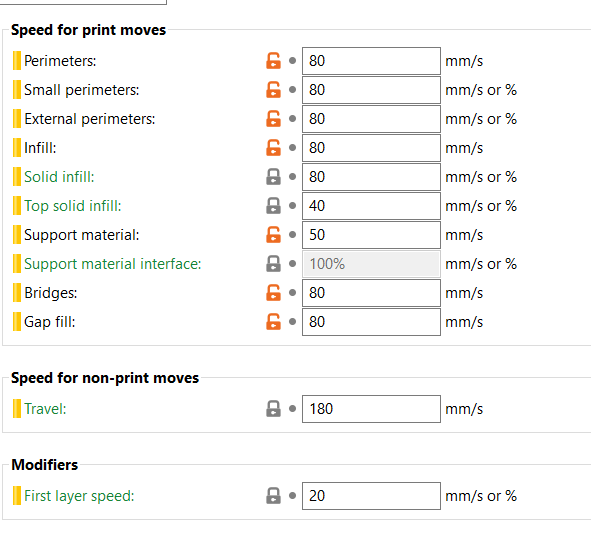 Speed for print moves
Perimeters: 80 mm/s
Small perimeters: 80 mm/s or %
External perimeters: 80 mm/s or %
Infill: 80 mm/s
Solid infill: 80 mm/s or %
Top solid infill: 40 mm/s or %
Support material: 50 mm/s
Support material interface: 100% mm/s or %
Bridges: 80 mm/s
Gap fill: 80 mm/s
Speed for non-print moves
Travel: 180 mm/s
Modifiers
First layer speed: 20 mm/s or %